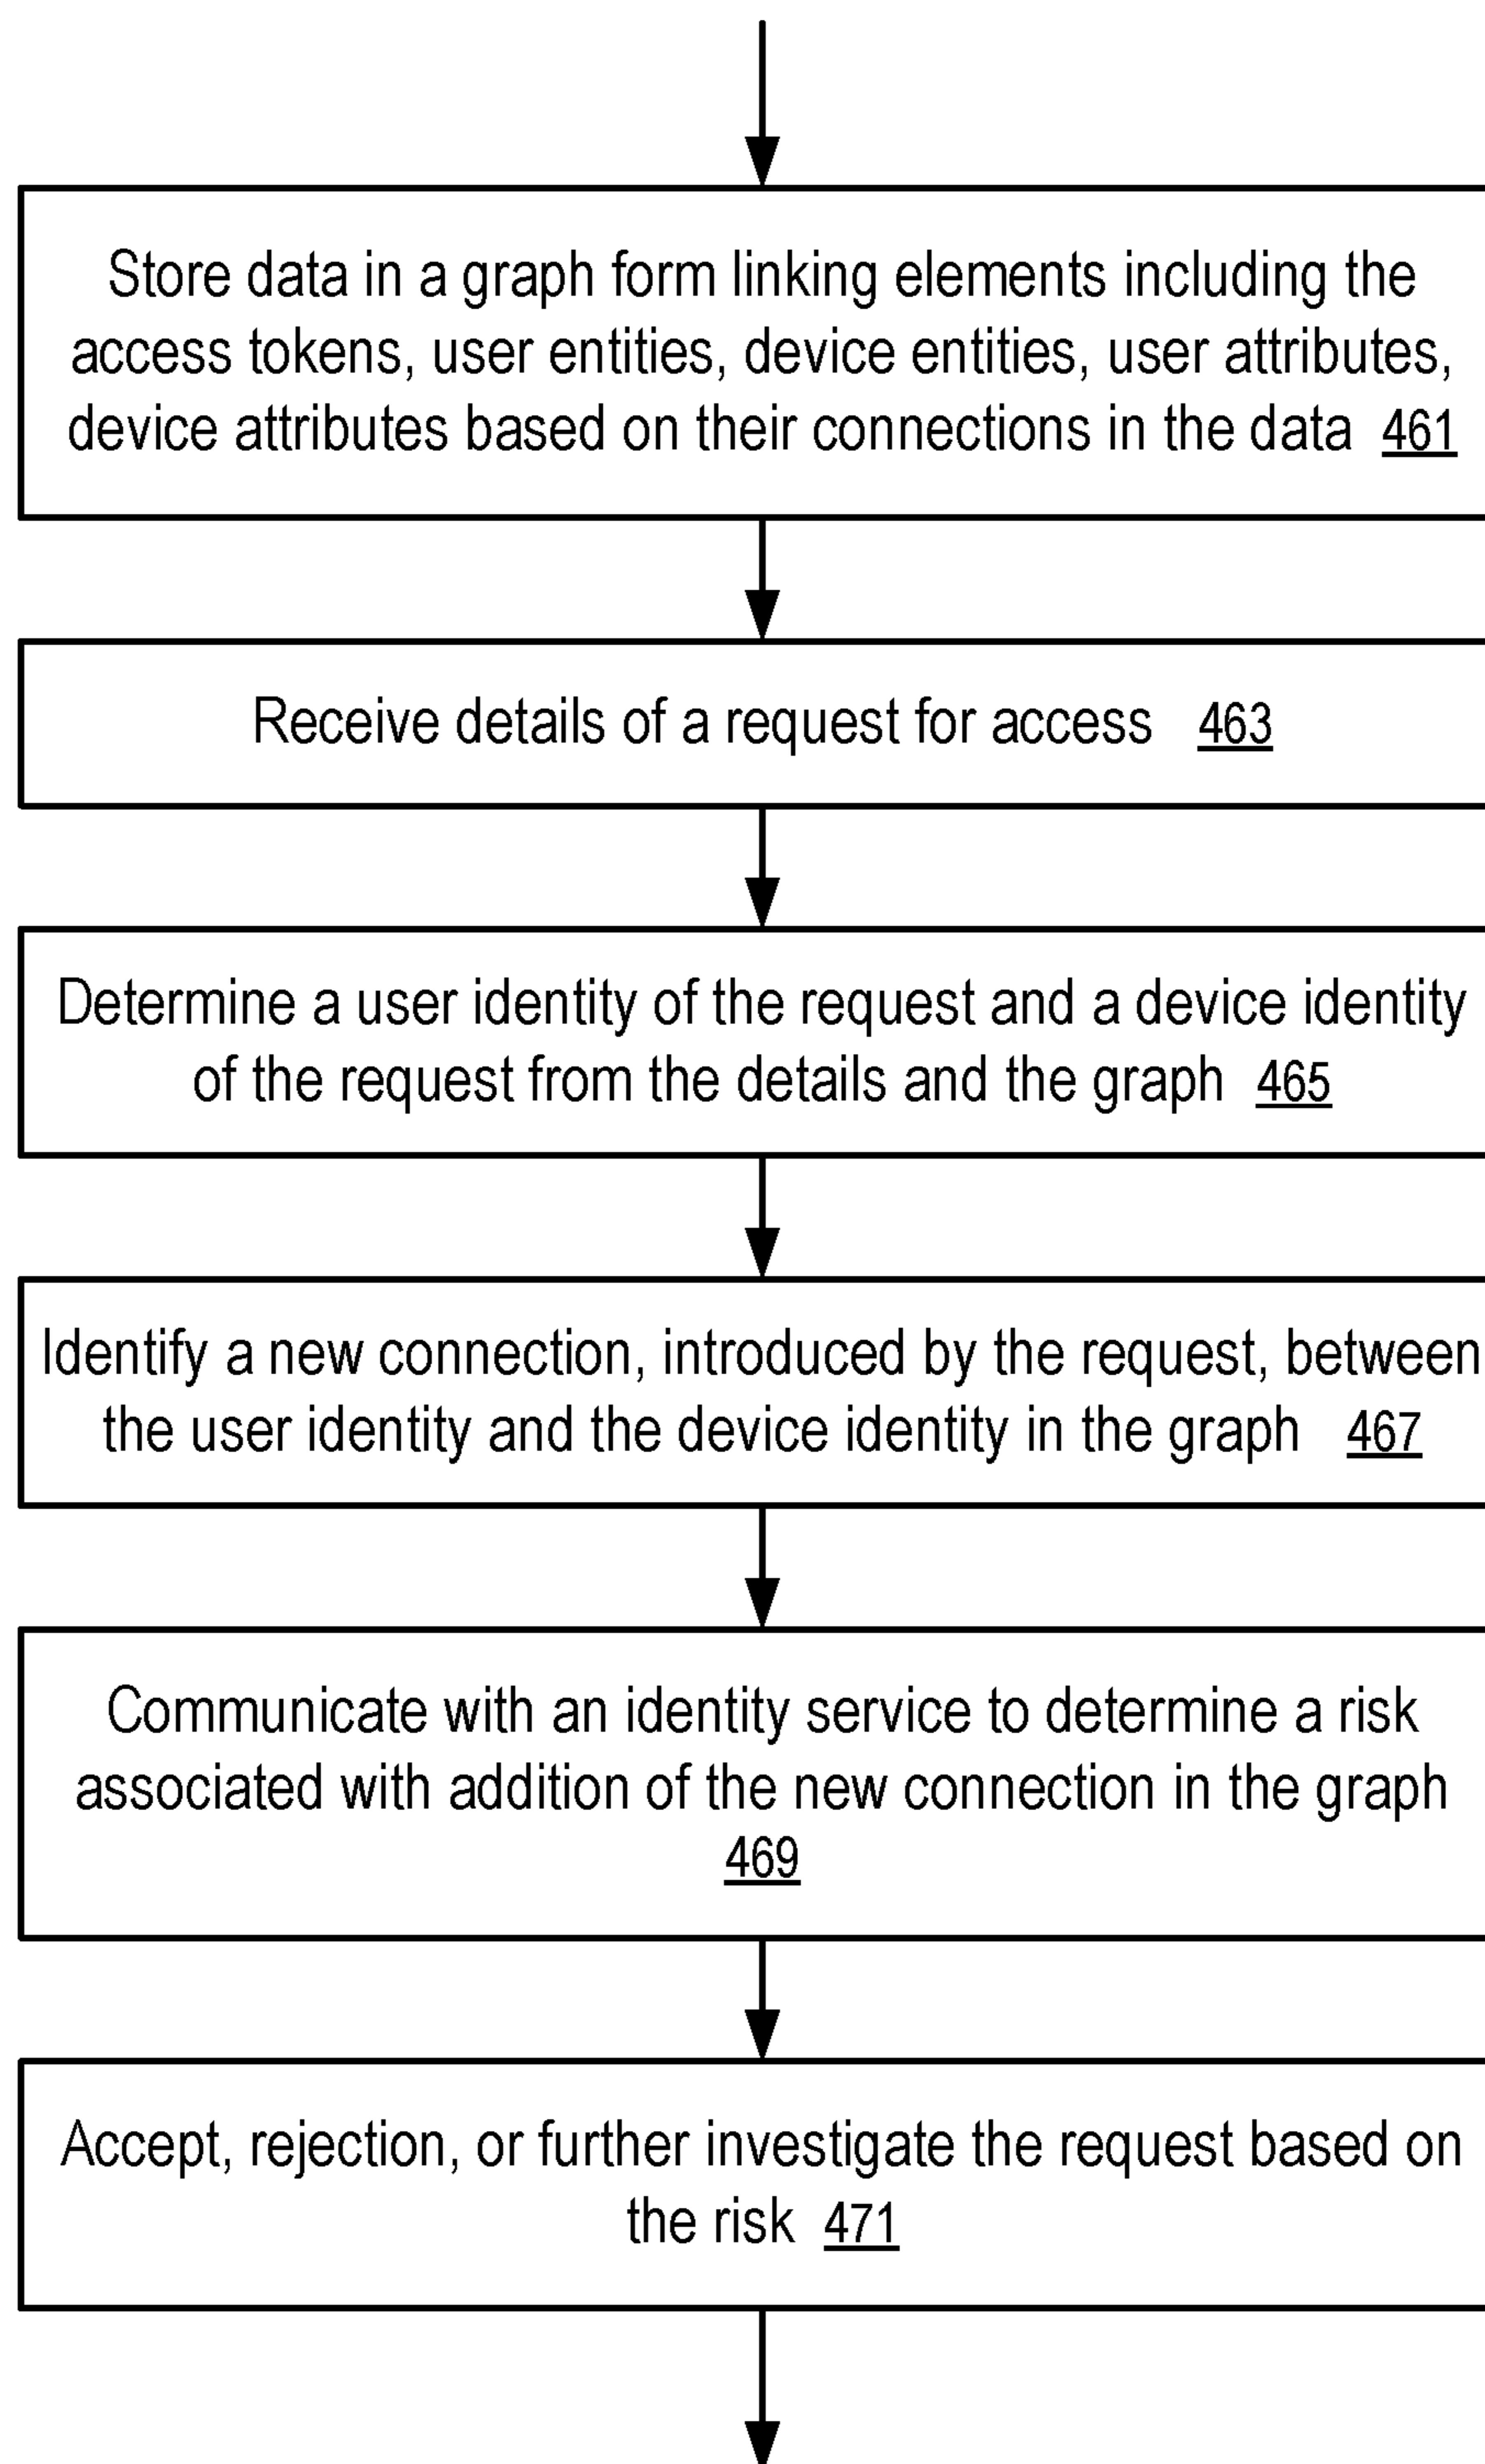 Store data in a graph form linking elements including the
access tokens, user entities, device entities, user attributes,
device attributes based on their connections in the data 461
Receive details of a request for access 463
Determine a user identity of the request and a device identity
of the request from the details and the graph 465
Identify a new connection, introduced by the request, between
the user identity and the device identity in the graph 467
Communicate with an identity service to determine a risk
associated with addition of the new connection in the graph
469
Accept, rejection, or further investigate the request based on
the risk 471